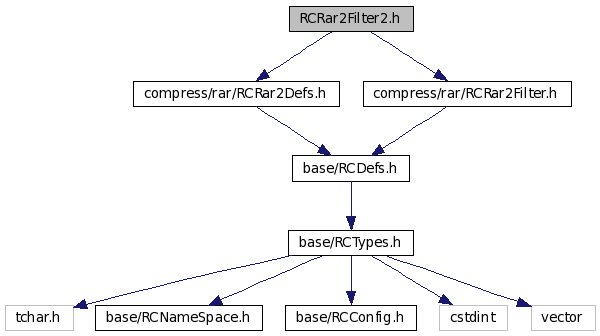 RCRar2Filter2.h
compress/rar/RCRar2Defs.h
compress/rar/RCRar2Filter.h
base/RCDefs.h
base/RCTypes.h
tchar.h
base/RCNameSpace.h
base/RCConfig.h
cstdint
vector